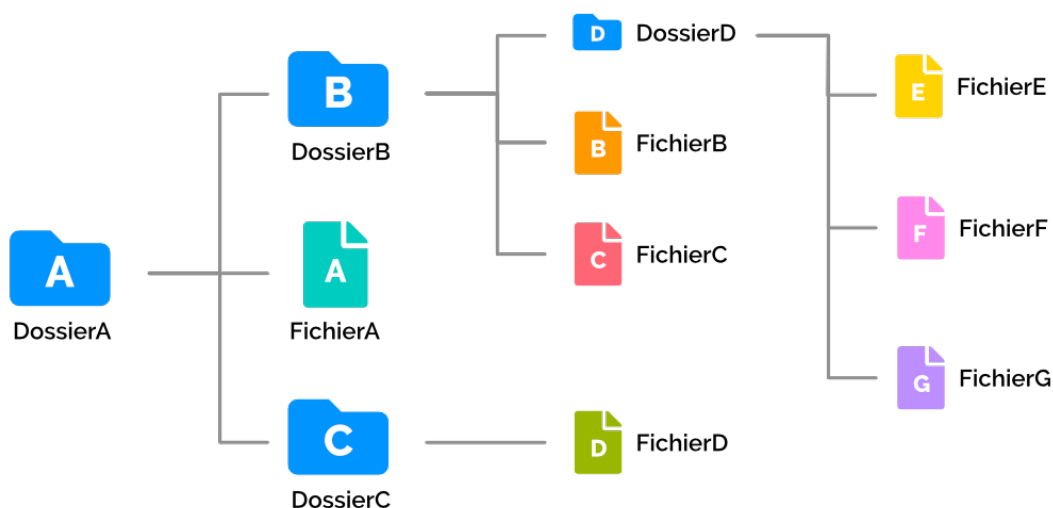 A
DossierA
B
DossierB
A
FichierA
C
DossierC
D
DossierD
B
FichierB
C
FichierC
D
FichierD
E
FichierE
F
FichierF
G
FichierG